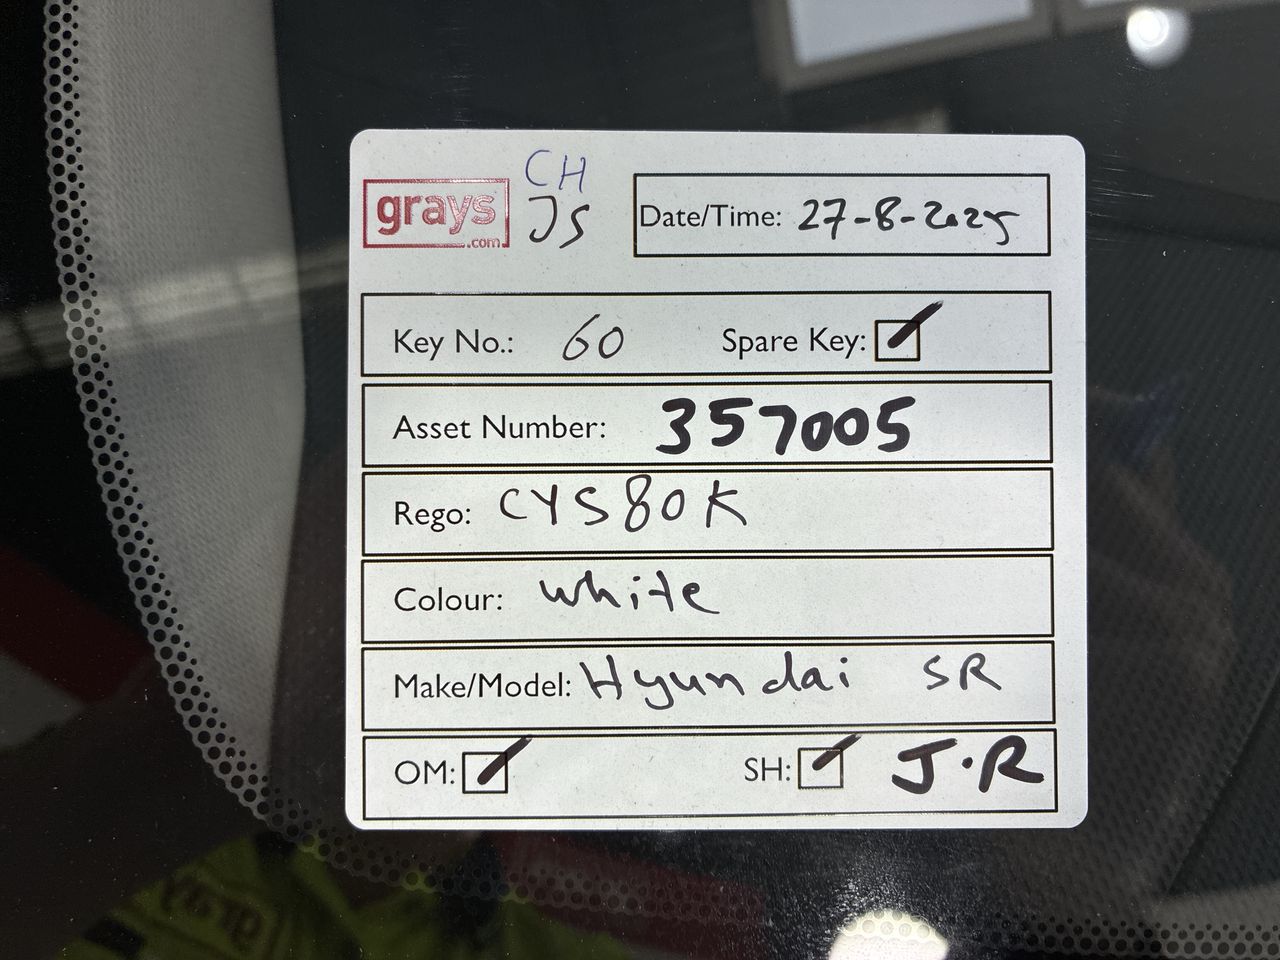 CH
grays
.com
JS
Date/Time: 27-8-2025
Key No.: 60 Spare Key:
Asset Number: 357005
Rego: CYS80K
Colour: white
Make/Model: Hyundai SR
OM: SH: J.R
grays